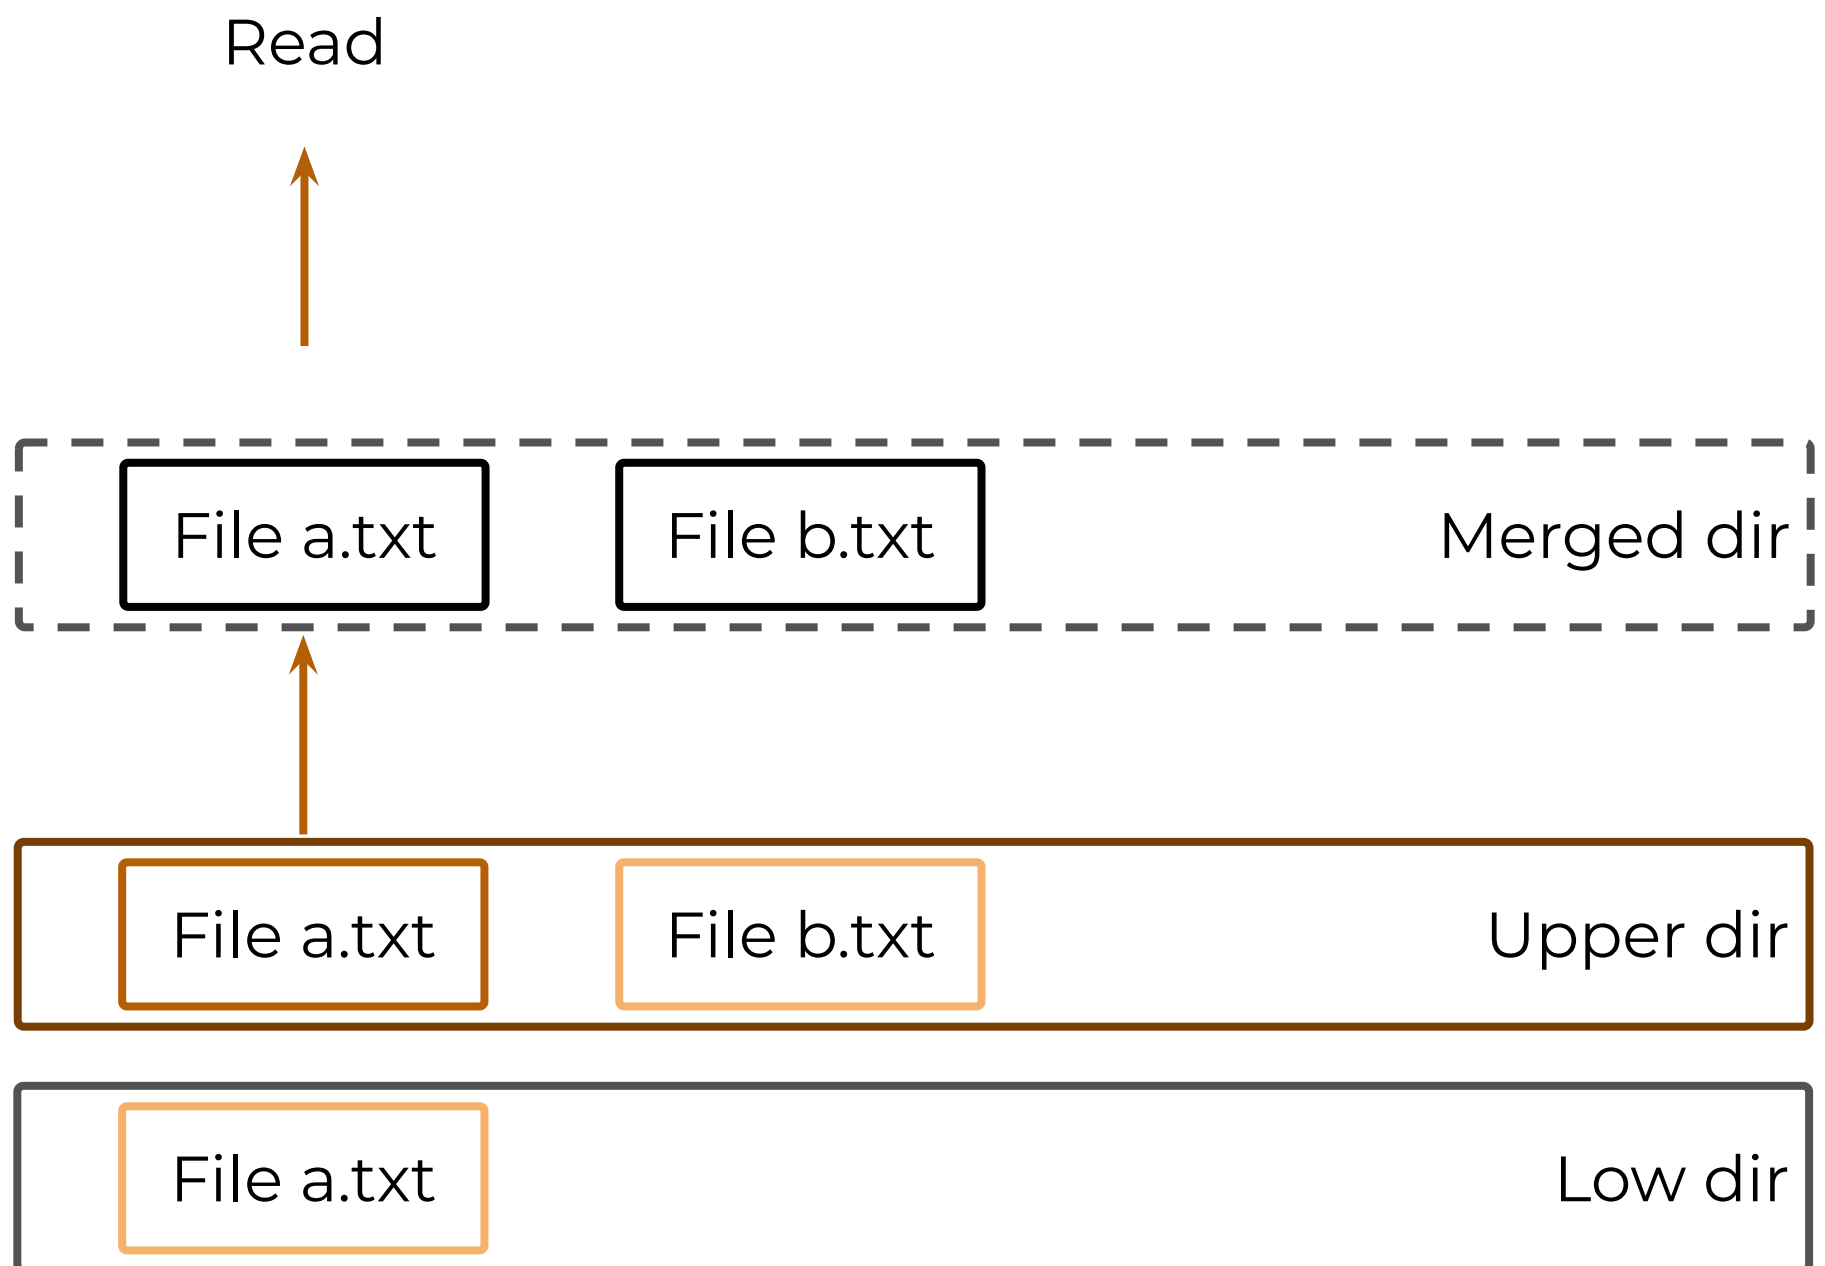 Read
File a.txt
File b.txt
Merged dir
File a.txt
File b.txt
Upper dir
File a.txt
Low dir